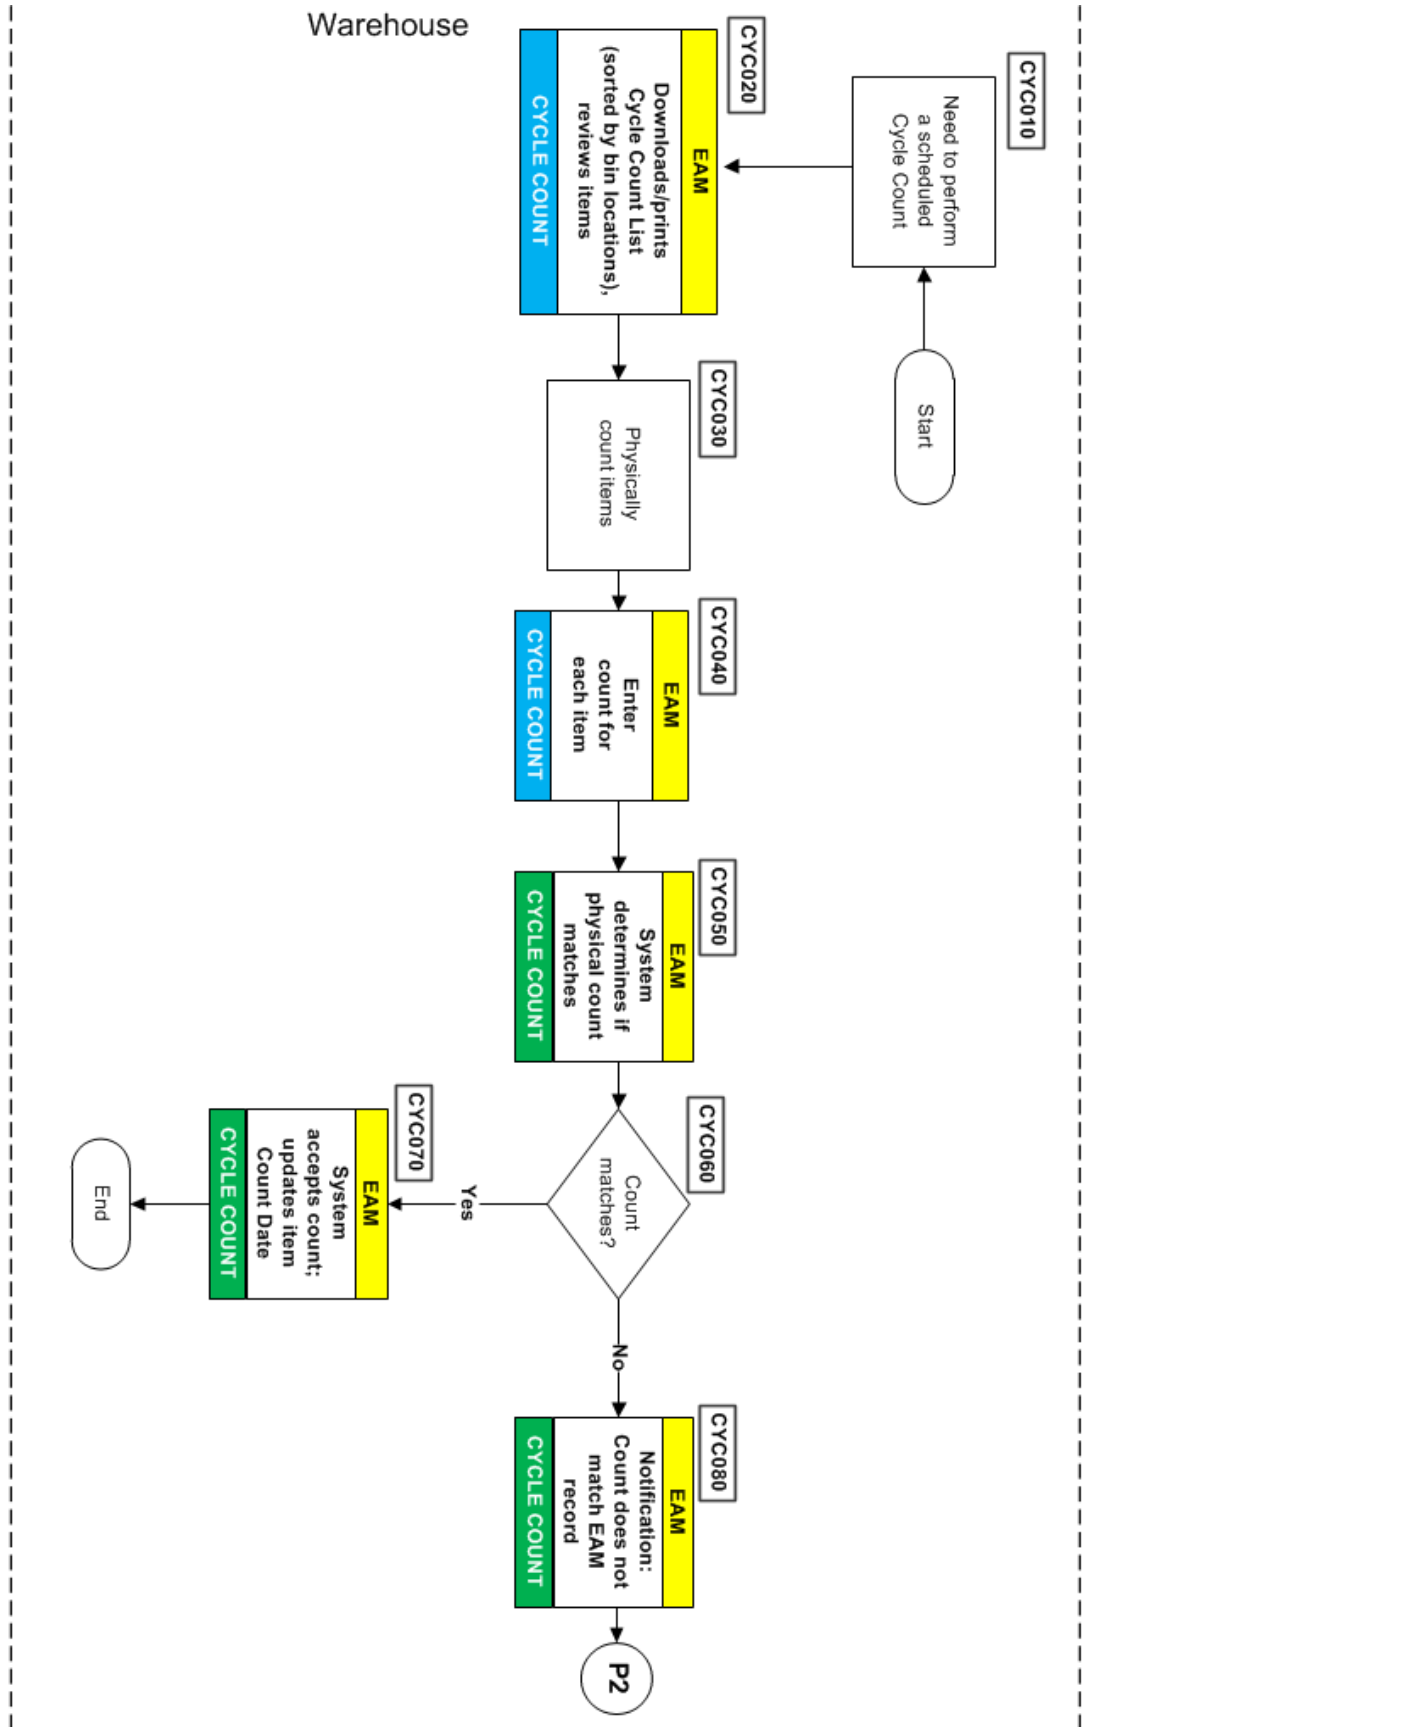 Warehouse
Start
CYC010
Need to perform
a scheduled
Cycle Count
CYC020
EAM
Downloads/prints
Cycle Count List
(sorted by bin locations),
reviews items
CYCLE COUNT
CYC030
Physically
count items
CYC040
EAM
Enter
count for
each item
CYCLE COUNT
CYC050
EAM
System
determines if
physical count
matches
CYCLE COUNT
CYC060
Count
matches?
Yes
CYC070
EAM
System
accepts count;
updates item
Count Date
CYCLE COUNT
End
No
CYC080
EAM
Notification:
Count does not
match EAM
record
CYCLE COUNT
P2